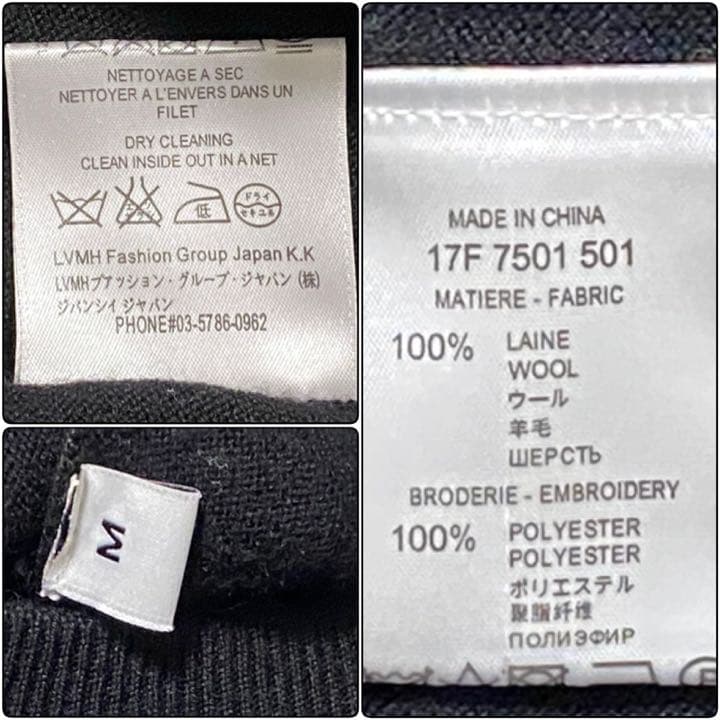 NETTOYAGE A SEC
NETTOYER A L'ENVERS DANS UN
FILET
DRY CLEANING
CLEAN INSIDE OUT IN A NET
低
ドライ
セキユ系
LVMH Fashion Group Japan K.K
LVMHファッション・グループ・ジャパン (株)
ジバンシイ ジャパン
PHONE#03-5786-0962
M
MADE IN CHINA
17F 7501 501
MATIERE - FABRIC
100% LAINE
WOOL
ウール
羊毛
ШЕРСТЬ
BRODERIE - EMBROIDERY
100% POLYESTER
POLYESTER
ポリエステル
聚脂纤维
ПОЛИЭФИР